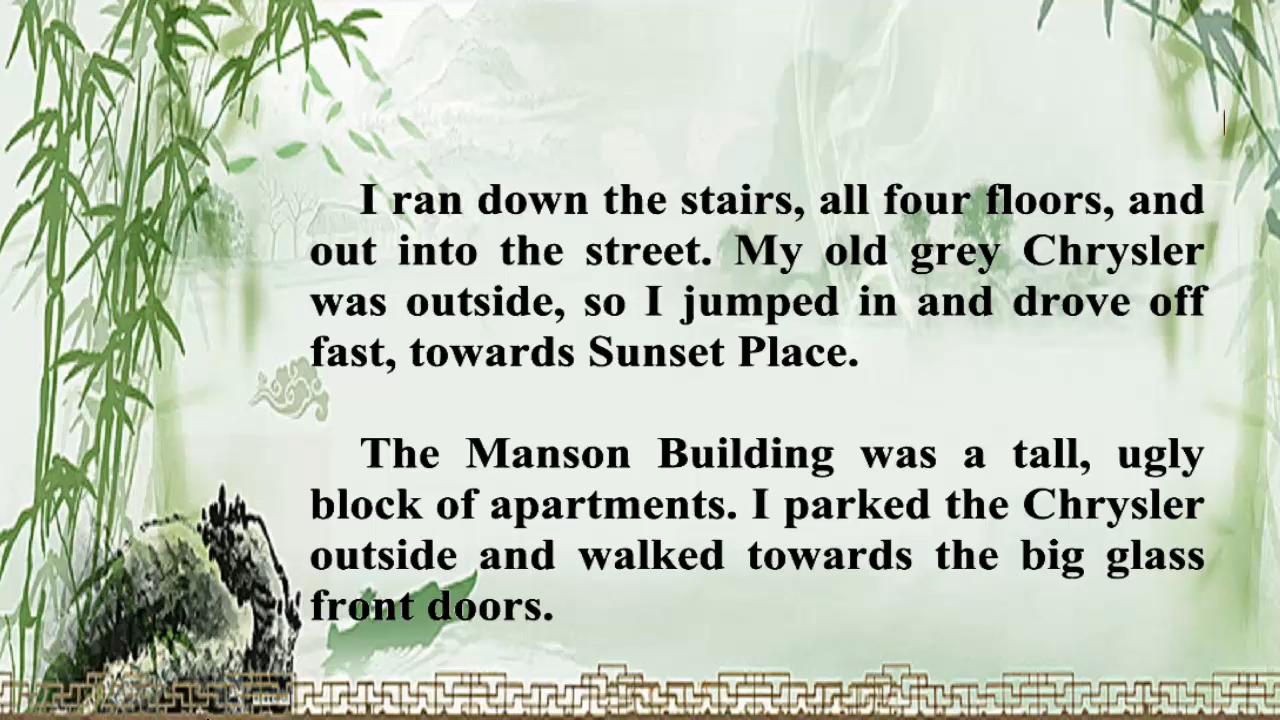 I ran down the stairs, all four floors, and
out into the street. My old grey Chrysler
was outside, so I jumped in and drove off
fast, towards Sunset Place.
The Manson Building was a tall, ugly
block of apartments. I parked the Chrysler
outside and walked towards the big glass
front doors.